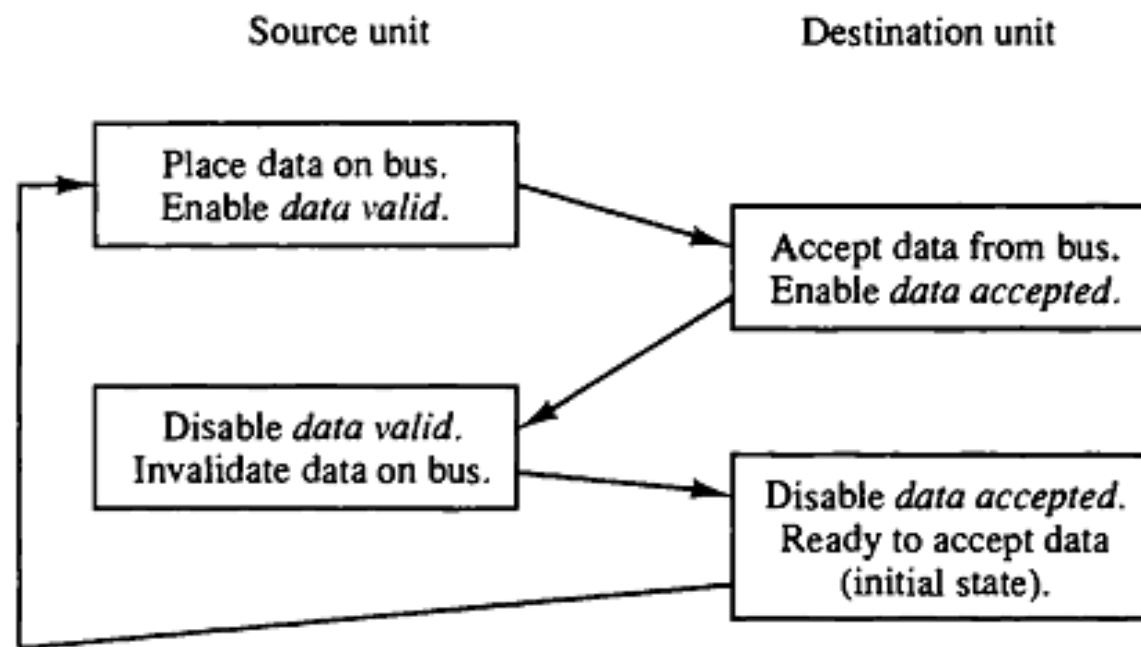 Source unit
Destination unit
Place data on bus.
Enable data valid.
Accept data from bus.
Enable data accepted.
Disable data valid.
Invalidate data on bus.
Disable data accepted.
Ready to accept data
(initial state).